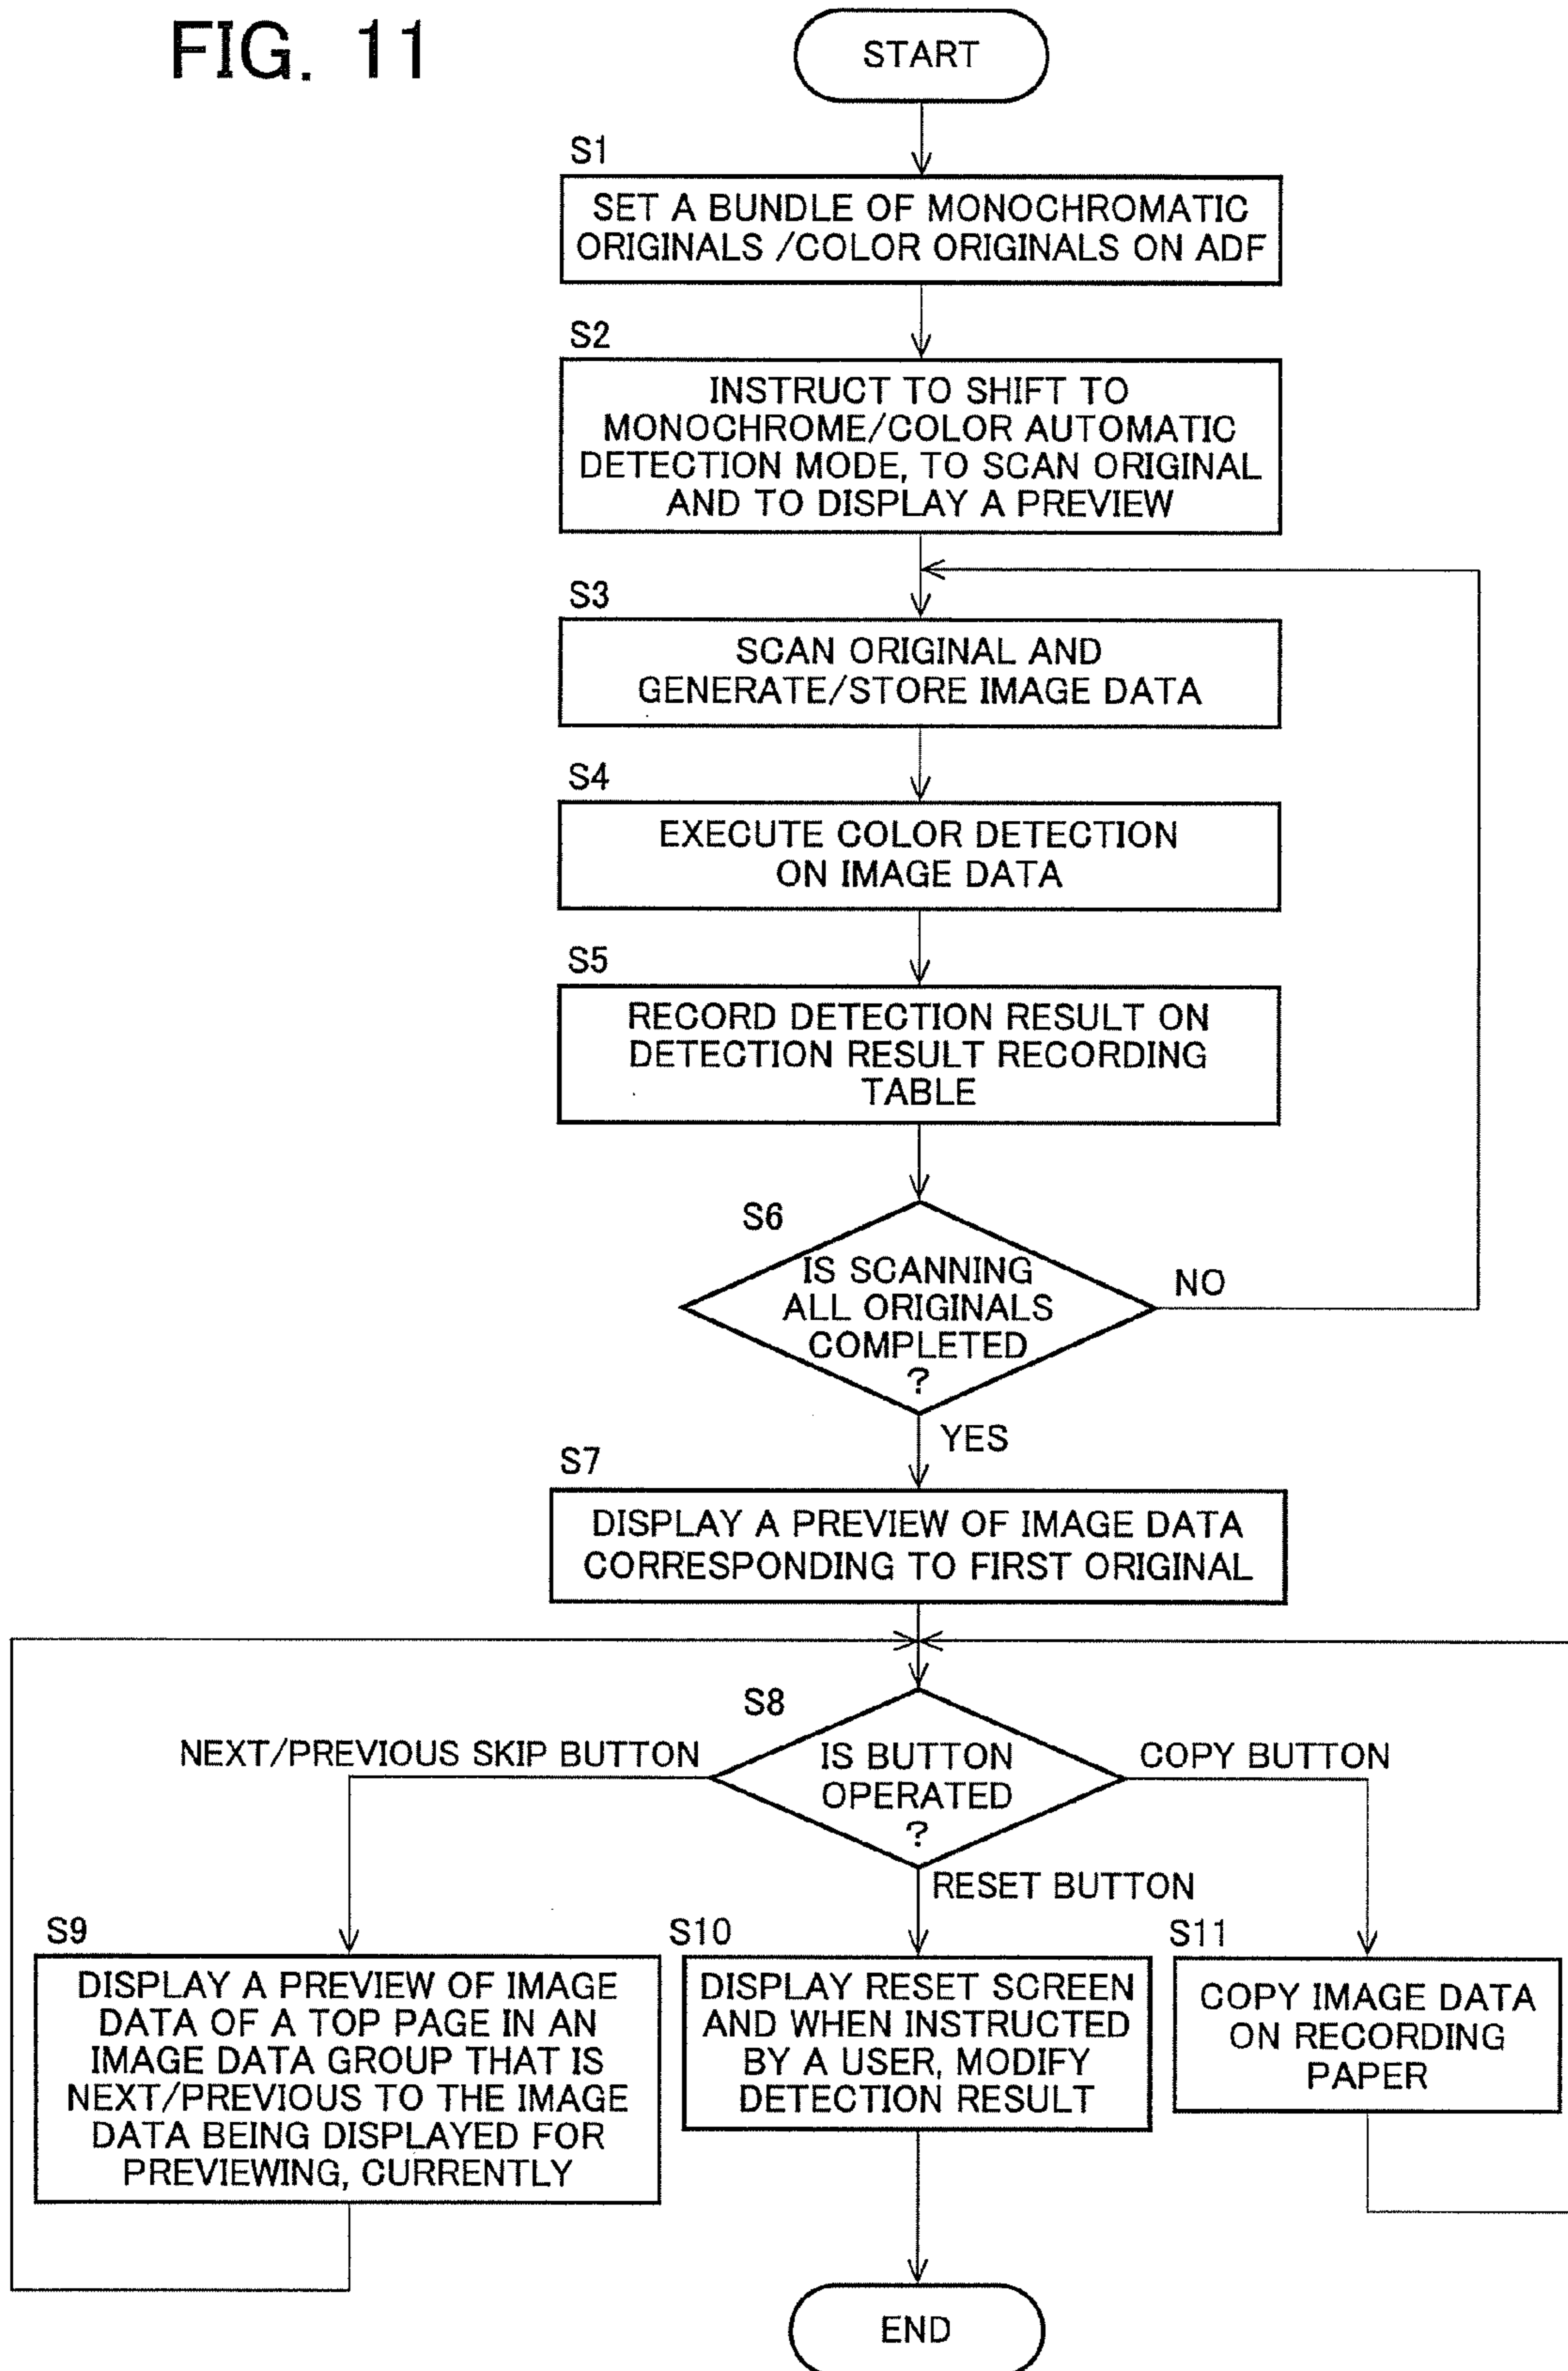 FIG. 11
START
S1
SET A BUNDLE OF MONOCHROMATIC
ORIGINALS /COLOR ORIGINALS ON ADF
S2
INSTRUCT TO SHIFT TO
MONOCHROME/COLOR AUTOMATIC
DETECTION MODE, TO SCAN ORIGINAL
AND TO DISPLAY A PREVIEW
S3
SCAN ORIGINAL AND
GENERATE/STORE IMAGE DATA
S4
EXECUTE COLOR DETECTION
ON IMAGE DATA
S5
RECORD DETECTION RESULT ON
DETECTION RESULT RECORDING
TABLE
S6
IS SCANNING
ALL ORIGINALS
COMPLETED
?
NO
YES
S7
DISPLAY A PREVIEW OF IMAGE DATA
CORRESPONDING TO FIRST ORIGINAL
S8
IS BUTTON
OPERATED
?
NEXT/PREVIOUS SKIP BUTTON
COPY BUTTON
RESET BUTTON
S9
DISPLAY A PREVIEW OF IMAGE
DATA OF A TOP PAGE IN AN
IMAGE DATA GROUP THAT IS
NEXT/PREVIOUS TO THE IMAGE
DATA BEING DISPLAYED FOR
PREVIEWING, CURRENTLY
S10
DISPLAY RESET SCREEN
AND WHEN INSTRUCTED
BY A USER, MODIFY
DETECTION RESULT
S11
COPY IMAGE DATA
ON RECORDING
PAPER
END